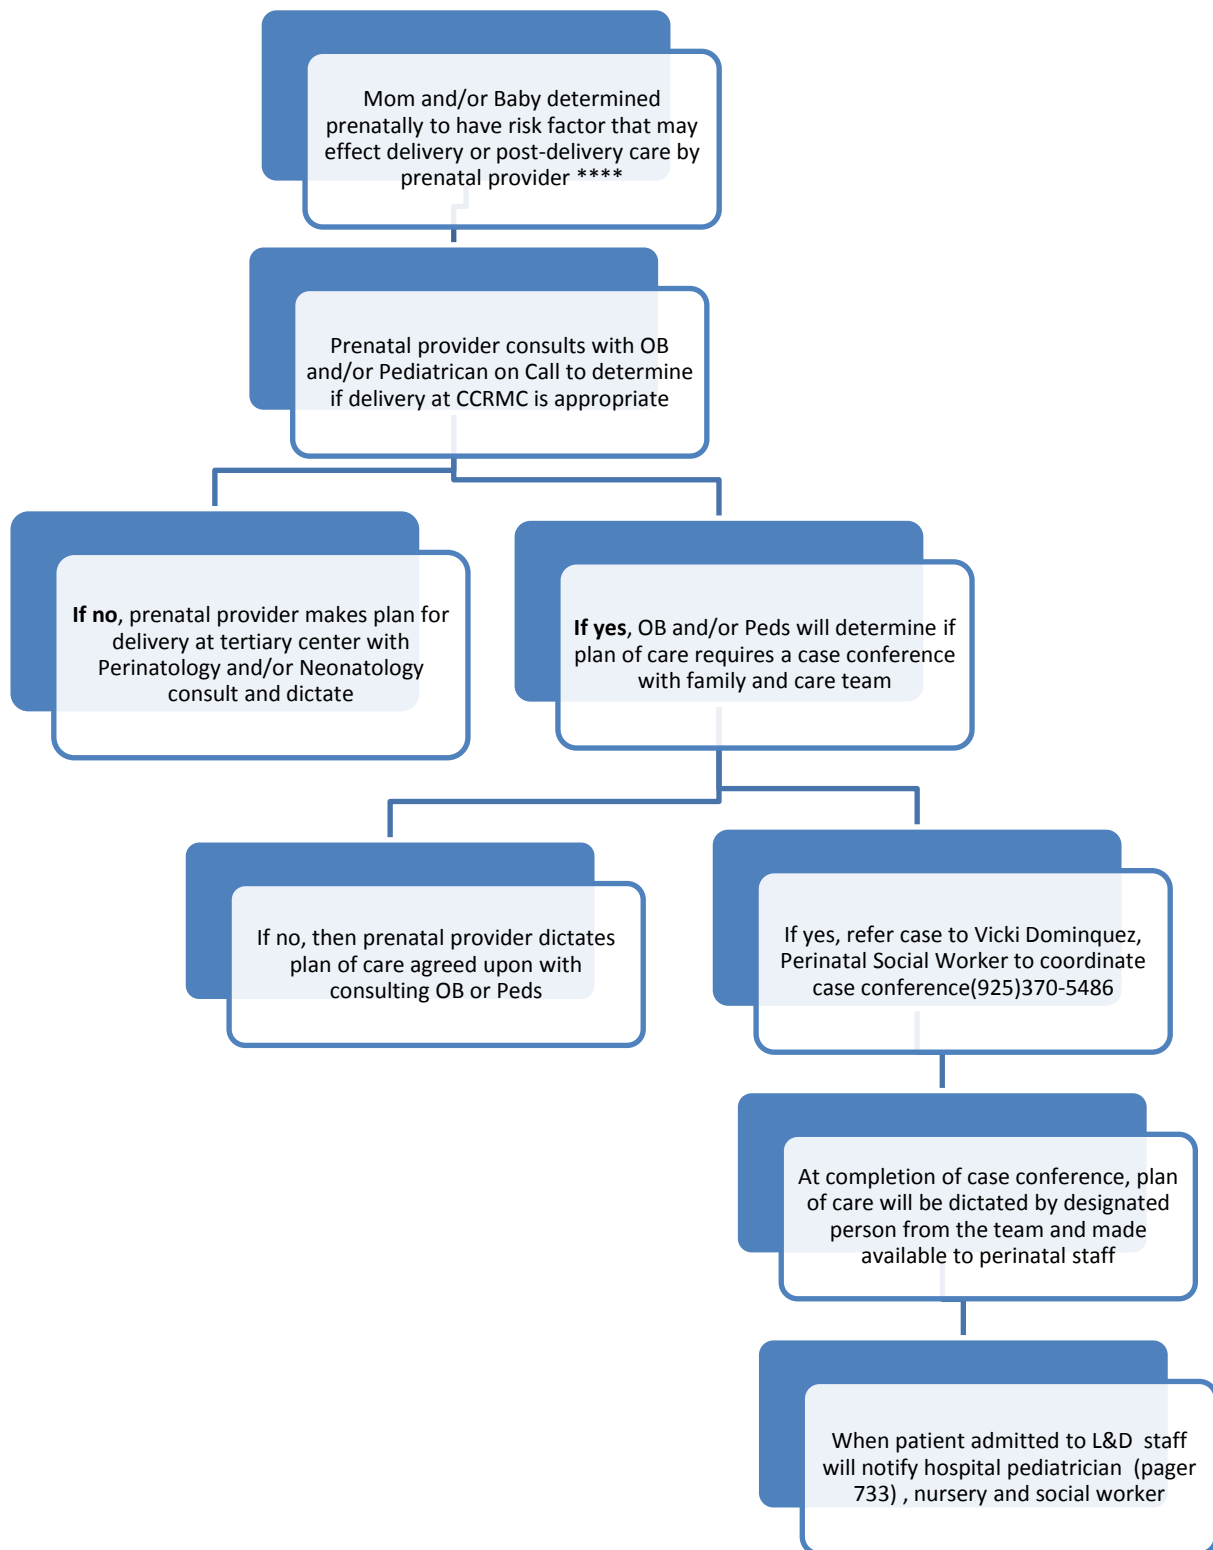 Mom and/or Baby determined
prenatally to have risk factor that may
effect delivery or post-delivery care by
prenatal provider ****
Prenatal provider consults with OB
and/or Pediatrican on Call to determine
if delivery at CCRMC is appropriate
If no, prenatal provider makes plan for
delivery at tertiary center with
Perinatology and/or Neonatology
consult and dictate
If yes, OB and/or Peds will determine if
plan of care requires a case conference
with family and care team
If no, then prenatal provider dictates
plan of care agreed upon with
consulting OB or Peds
If yes, refer case to Vicki Dominquez,
Perinatal Social Worker to coordinate
case conference(925)370-5486
At completion of case conference, plan
of care will be dictated by designated
person from the team and made
available to perinatal staff
When patient admitted to L&D  staff
will notify hospital pediatrician  (pager
733) , nursery and social worker